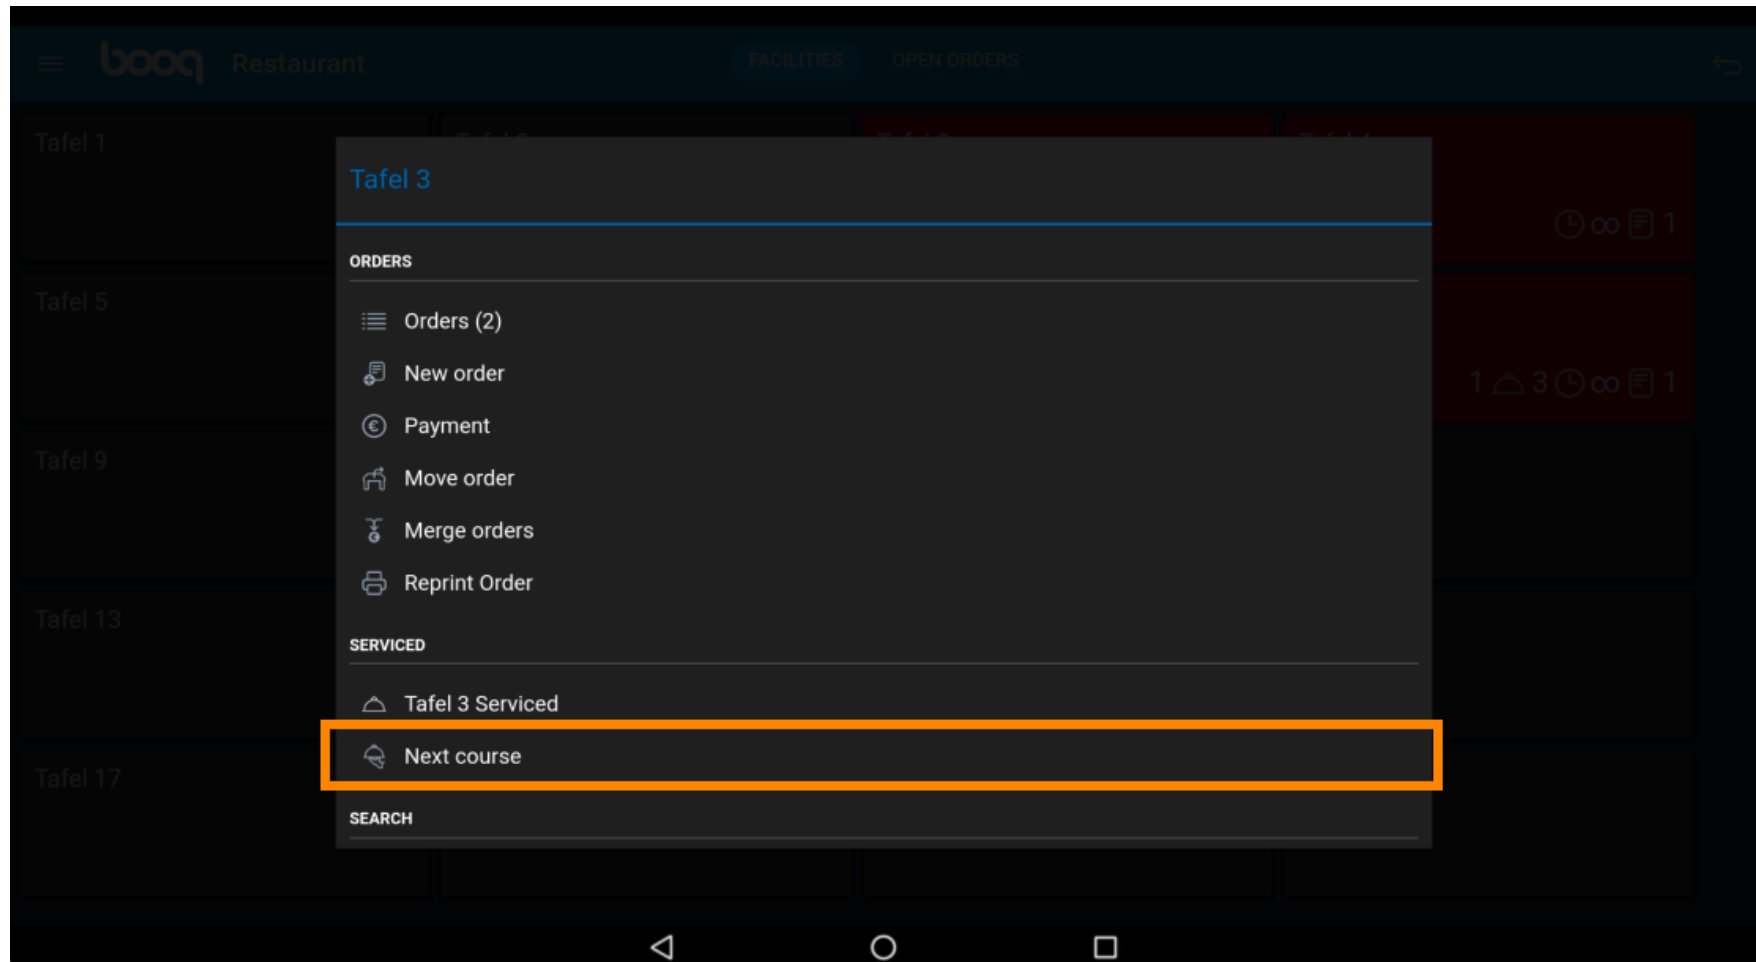 booq Restaurant FACILITIES OPEN ORDERS
Tafel 1
Tafel 3
∞ 1
ORDERS
Tafel 5
Orders (2)
New order
1 3 ∞ 1
Payment
Tafel 9
Move order
Merge orders
Reprint Order
Tafel 13
SERVICED
Tafel 3 Serviced
Next course
Tafel 17
SEARCH